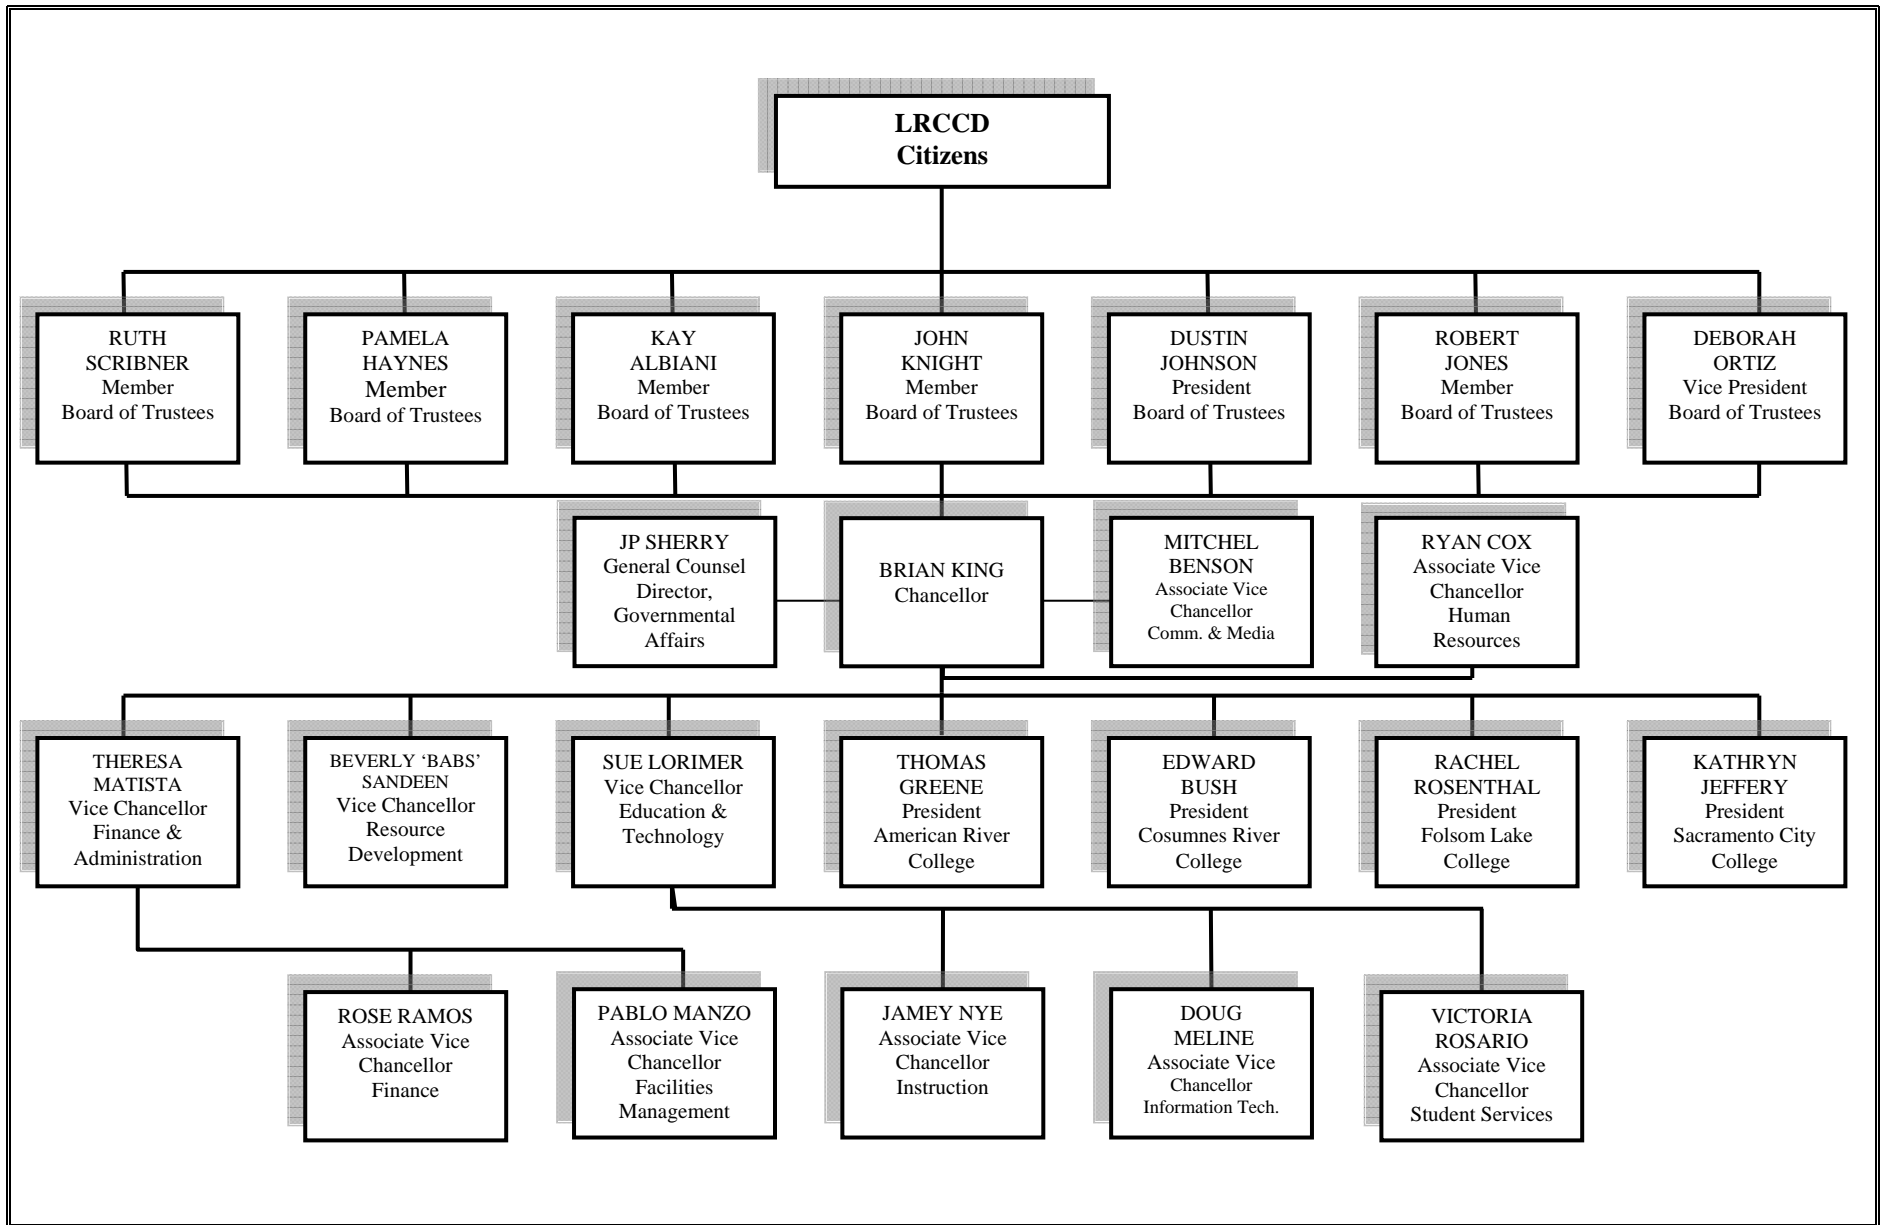 LRCCD
Citizens
RUTH
SCRIBNER
Member
Board of Trustees
PAMELA
HAYNES
Member
Board of Trustees
KAY
ALBIANI
Member
Board of Trustees
JOHN
KNIGHT
Member
Board of Trustees
DUSTIN
JOHNSON
President
Board of Trustees
ROBERT
JONES
Member
Board of Trustees
DEBORAH
ORTIZ
Vice President
Board of Trustees
JP SHERRY
General Counsel
Director,
Governmental
Affairs
BRIAN KING
Chancellor
MITCHEL
BENSON
Associate Vice
Chancellor
Comm. & Media
RYAN COX
Associate Vice
Chancellor
Human
Resources
THERESA
MATISTA
Vice Chancellor
Finance &
Administration
BEVERLY ‘BABS’
SANDEEN
Vice Chancellor
Resource
Development
SUE LORIMER
Vice Chancellor
Education &
Technology
THOMAS
GREENE
President
American River
College
EDWARD
BUSH
President
Cosumnes River
College
RACHEL
ROSENTHAL
President
Folsom Lake
College
KATHRYN
JEFFERY
President
Sacramento City
College
ROSE RAMOS
Associate Vice
Chancellor
Finance
PABLO MANZO
Associate Vice
Chancellor
Facilities
Management
JAMEY NYE
Associate Vice
Chancellor
Instruction
DOUG
MELINE
Associate Vice
Chancellor
Information Tech.
VICTORIA
ROSARIO
Associate Vice
Chancellor
Student Services